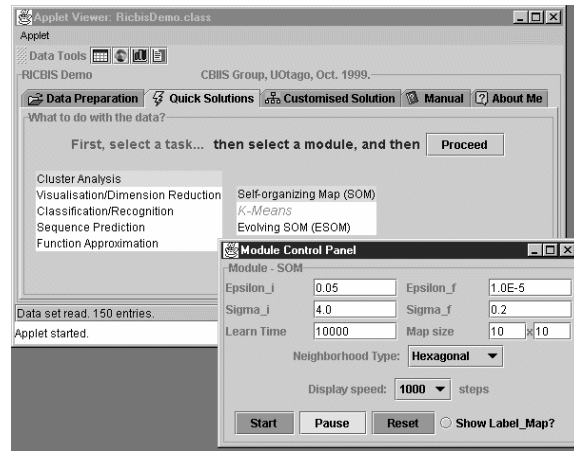 Applet Viewer: RicbisDemo.class
Applet
Data Tools
RICBIS Demo CBIIS Group, UOtago, Oct. 1999.
Data Preparation Quick Solutions Customised Solution Manual About Me
What to do with the data?
First, select a task... then select a module, and then Proceed
Cluster Analysis
Visualisation/Dimension Reduction
Classification/Recognition
Sequence Prediction
Function Approximation
Self-organizing Map (SOM)
K-Means
Evolving SOM (ESOM)
Data set read. 150 entries.
Applet started.
Module Control Panel
Module - SOM
Epsilon_i 0.05 Epsilon_f 1.0E-5
Sigma_i 4.0 Sigma_f 0.2
Learn Time 10000 Map size 10 x 10
Neighborhood Type: Hexagonal
Display speed: 1000 steps
Start Pause Reset Show Label_Map?